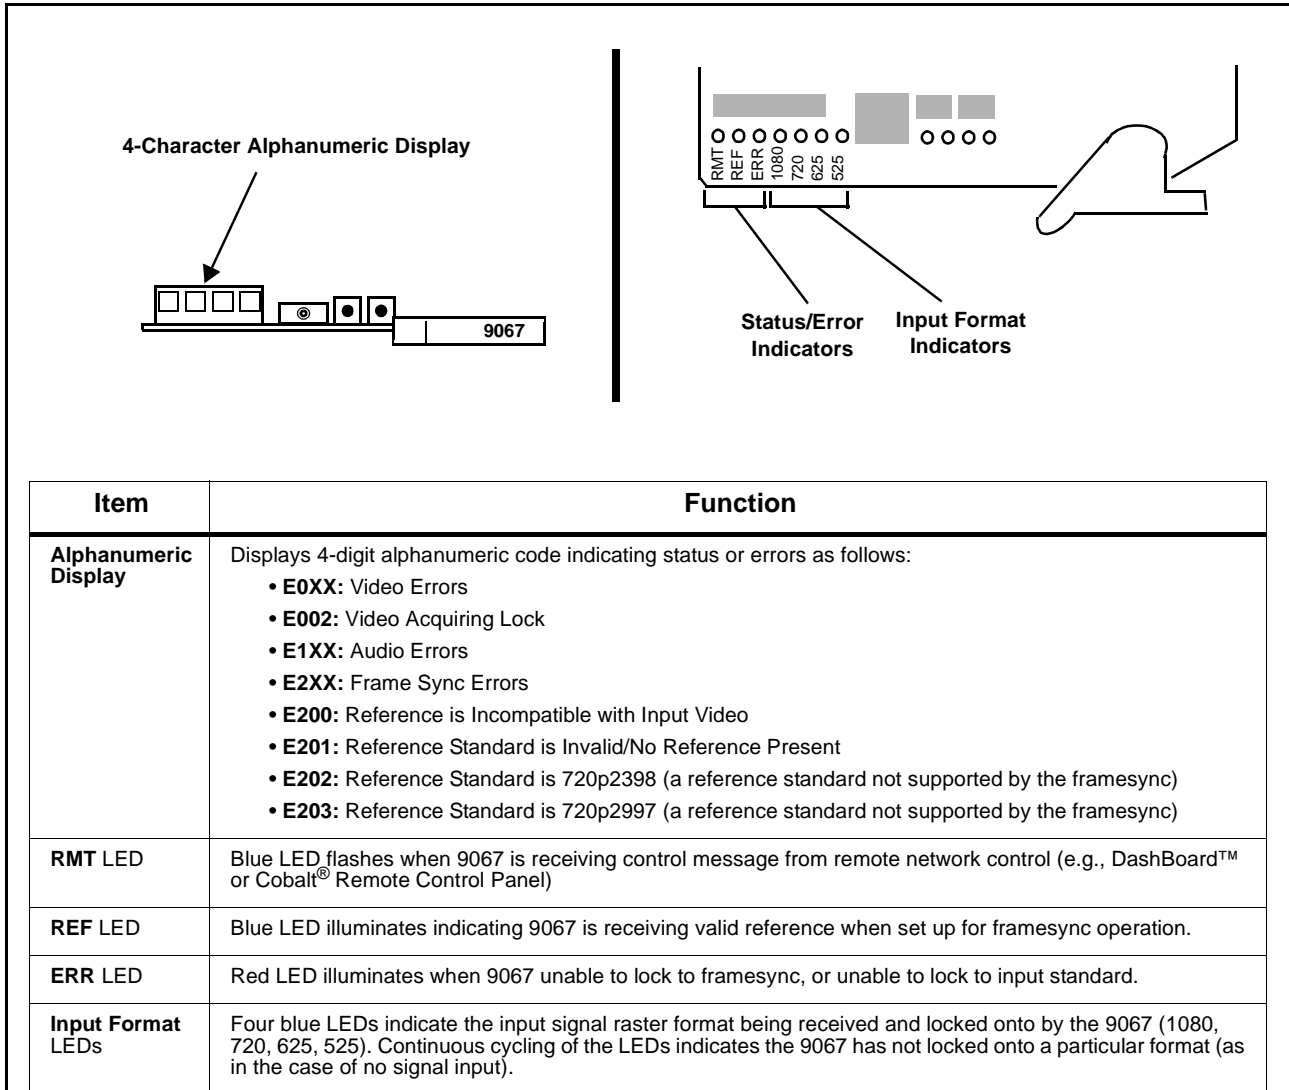 4-Character Alphanumeric Display
9067
RMT
REF
ERR
1080
720
625
525
Status/Error
Indicators
Input Format
Indicators
Item
Function
Alphanumeric
Display
Displays 4-digit alphanumeric code indicating status or errors as follows:
• E0XX: Video Errors
• E002: Video Acquiring Lock
• E1XX: Audio Errors
• E2XX: Frame Sync Errors
• E200: Reference is Incompatible with Input Video
• E201: Reference Standard is Invalid/No Reference Present
• E202: Reference Standard is 720p2398 (a reference standard not supported by the framesync)
• E203: Reference Standard is 720p2997 (a reference standard not supported by the framesync)
RMT LED
Blue LED flashes when 9067 is receiving control message from remote network control (e.g., DashBoard™
or Cobalt® Remote Control Panel)
REF LED
Blue LED illuminates indicating 9067 is receiving valid reference when set up for framesync operation.
ERR LED
Red LED illuminates when 9067 unable to lock to framesync, or unable to lock to input standard.
Input Format
LEDs
Four blue LEDs indicate the input signal raster format being received and locked onto by the 9067 (1080,
720, 625, 525). Continuous cycling of the LEDs indicates the 9067 has not locked onto a particular format (as
in the case of no signal input).